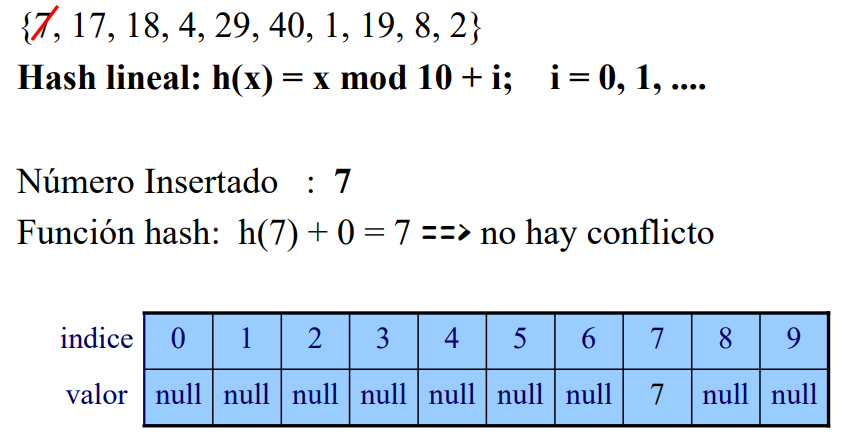 {7, 17, 18, 4, 29, 40, 1, 19, 8, 2}
Hash lineal: h(x) = x mod 10 + i; i = 0, 1, ....
Número Insertado : 7
Función hash: h(7) + 0 = 7 ==> no hay conflicto
indice 0 1 2 3 4 5 6 7 8 9
valor null null null null null null null 7 null null